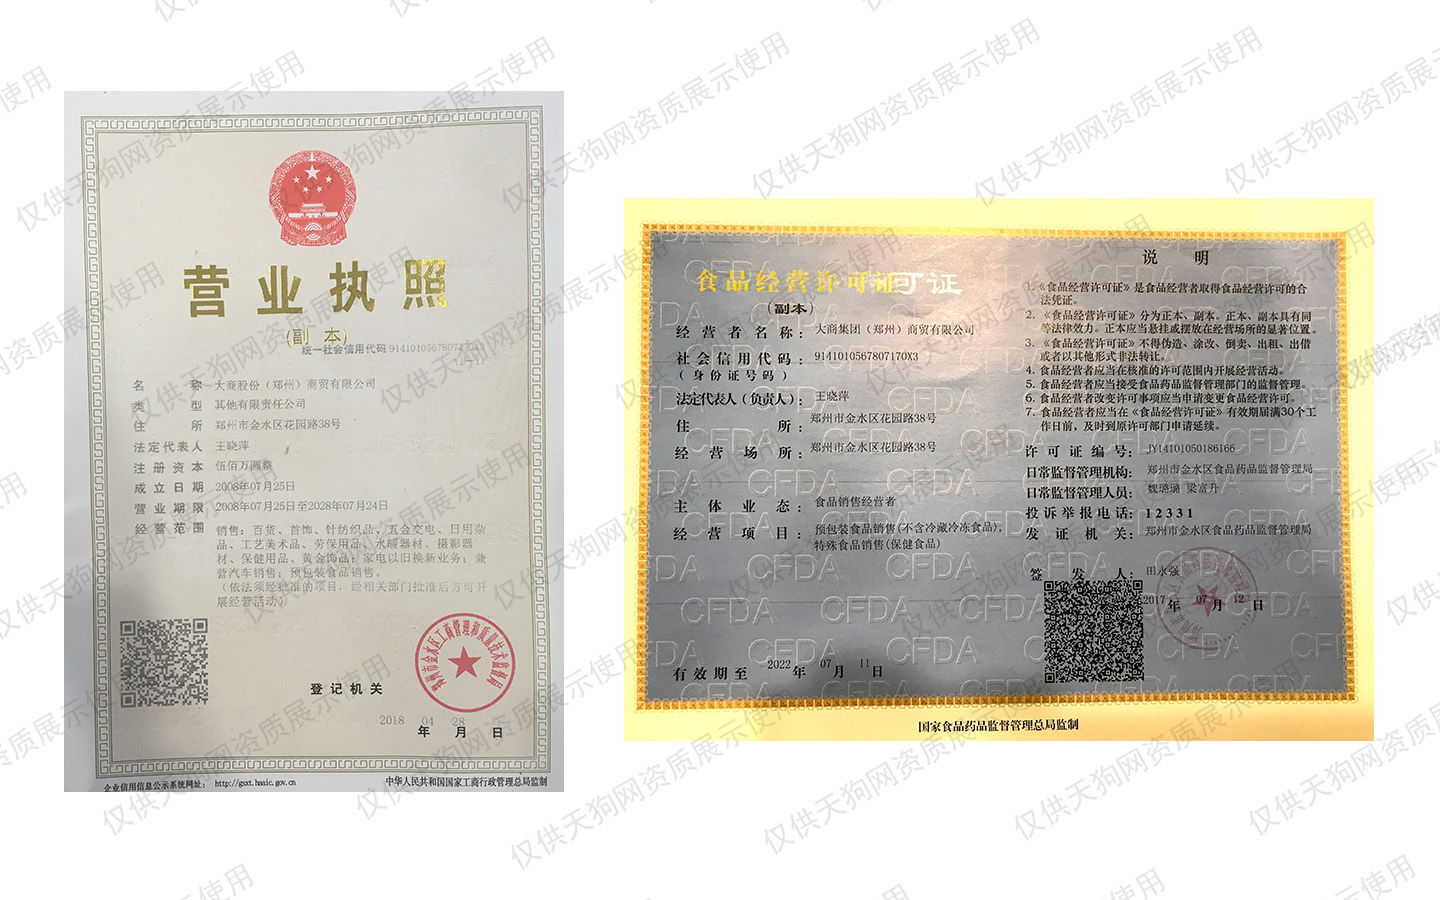 营业执照
(副 本)
统一社会信用代码 9141010567807170X3
(1-1)
名 称 大商股份（郑州）商贸有限公司
类 型 其他有限责任公司
住 所 郑州市金水区花园路38号
法定代表人 王晓萍
注册资本 伍佰万圆整
成立日期 2008年07月25日
营业期限 2008年07月25日至2028年07月24日
经营范围 销售：百货、首饰、针纺织品、五金交电、日用杂
品、工艺美术品、劳保用品、水暖器材、摄影器
材、保健用品、黄金饰品；家电以旧换新业务；兼
营汽车销售；预包装食品销售。
（依法须经批准的项目，经相关部门批准后方可开
展经营活动）
郑州市金水区工商管理和质量技术监督局
登记机关
2018 04 28
年 月 日
企业信用信息公示系统网址： http://gsxt.haaic.gov.cn
中华人民共和国国家工商行政管理总局监制
食品经营许可证
可证
（副本）
经营者名称：大商集团（郑州）商贸有限公司
社会信用代码：9141010567807170X3
（身份证号码）
法定代表人（负责人）：王晓萍
住 所：郑州市金水区花园路38号
经营场所：郑州市金水区花园路38号
主体业态：食品销售经营者
经营项目：预包装食品销售(不含冷藏冷冻食品),
特殊食品销售(保健食品)
有效期至 2022 年 07 月 11 日
说 明
1.《食品经营许可证》是食品经营者取得食品经营许可的合
法凭证。
2.《食品经营许可证》分为正本、副本。正本、副本具有同
等法律效力。正本应当悬挂或摆放在经营场所的显著位置。
3.《食品经营许可证》不得伪造、涂改、倒卖、出租、出借
或者以其他形式非法转让。
4. 食品经营者应当在核准的许可范围内开展经营活动。
5. 食品经营者应当接受食品药品监督管理部门的监督管理。
6. 食品经营者改变许可事项应当申请变更食品经营许可。
7. 食品经营者应当在《食品经营许可证》有效期届满30个工
作日前，及时到原许可部门申请延续。
许可证编号：JY14101050186166
日常监督管理机构：郑州市金水区食品药品监督管理局
日常监督管理人员：魏璐璐 梁富升
投诉举报电话：12331
发证机关：郑州市金水区食品药品监督管理局
签发人：田永强
2017 年 07 月 12 日
国家食品药品监督管理总局监制
CFDA
仅供天狗网资质展示使用